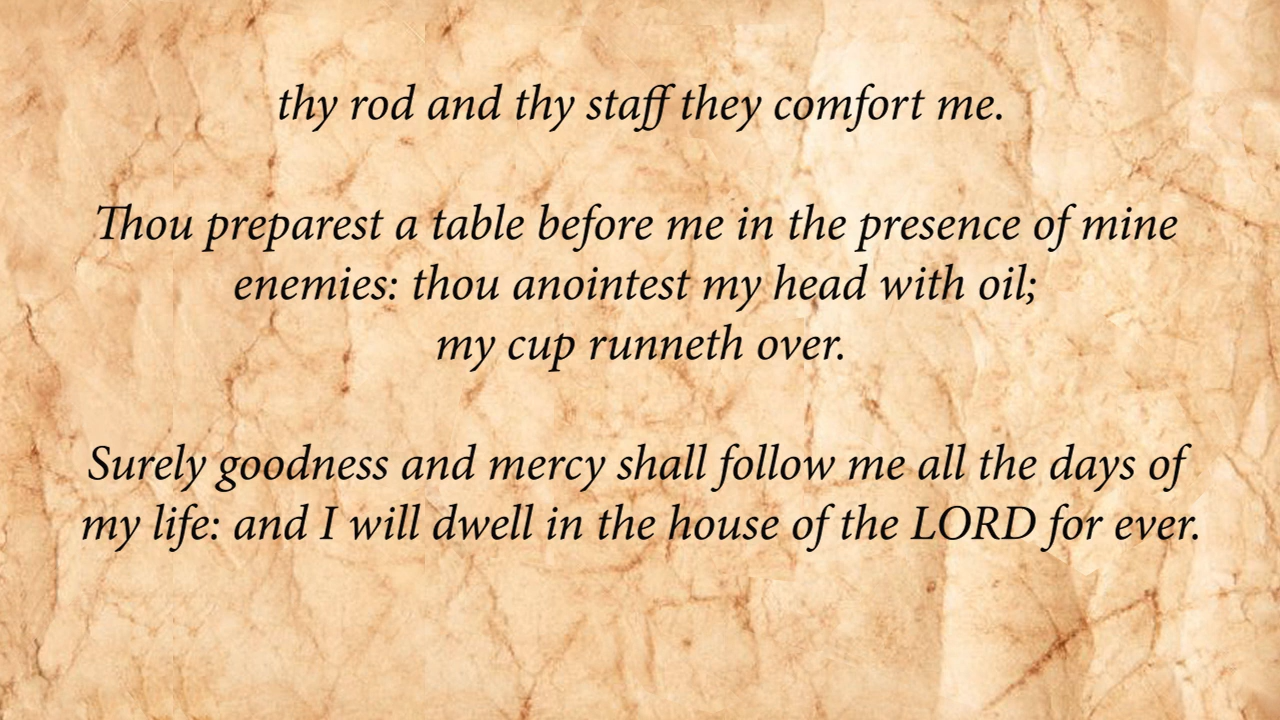 thy rod and thy staff they comfort me.
Thou preparest a table before me in the presence of mine
enemies: thou anointest my head with oil;
my cup runneth over.
Surely goodness and mercy shall follow me all the days of
my life: and I will dwell in the house of the LORD for ever.